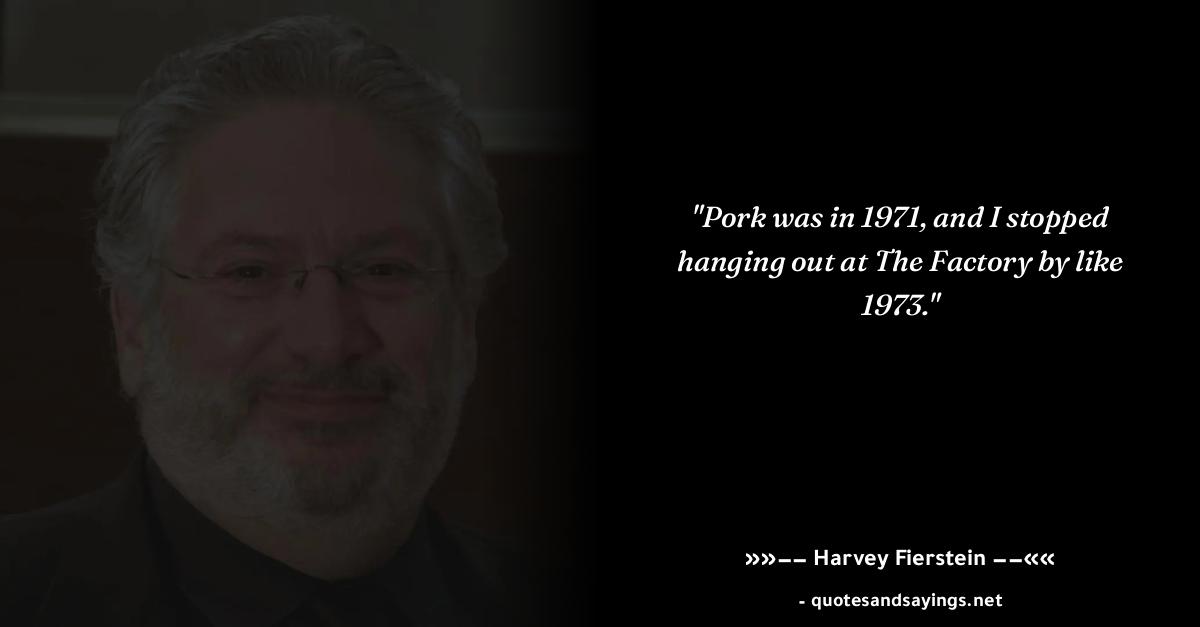 "Pork was in 1971, and I stopped
hanging out at The Factory by like
1973."
»»−− Harvey Fierstein −−««
- quotesandsayings.net